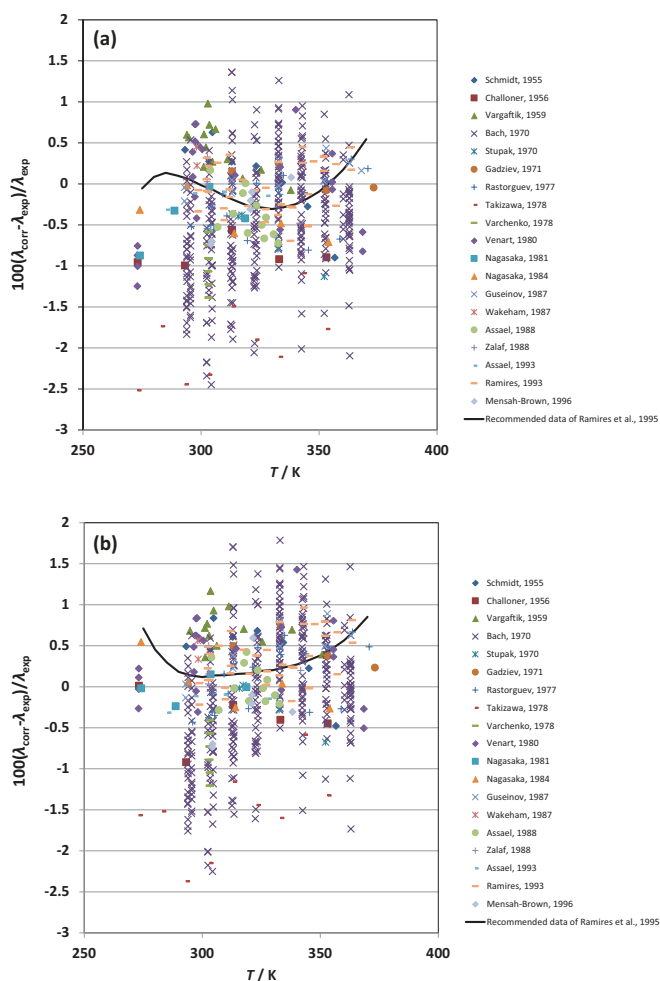 (a)
2
1.5
1
0.5
0
-0.5
-1
-1.5
-2
-2.5
-3
100(λcorr-λexp)/λexp
250
300
350
400
T / K
Schmidt, 1955
Challoner, 1956
Vargaftik, 1959
Bach, 1970
Stupak, 1970
Gadziev, 1971
Rastorguev, 1977
Takizawa, 1978
Varchenko, 1978
Venart, 1980
Nagasaka, 1981
Nagasaka, 1984
Guseinov, 1987
Wakeham, 1987
Assael, 1988
Zalaf, 1988
Assael, 1993
Ramires, 1993
Mensah-Brown, 1996
Recommended data of Ramires et al., 1995
(b)
2
1.5
1
0.5
0
-0.5
-1
-1.5
-2
-2.5
-3
100(λcorr-λexp)/λexp
250
300
350
400
T / K
Schmidt, 1955
Challoner, 1956
Vargaftik, 1959
Bach, 1970
Stupak, 1970
Gadziev, 1971
Rastorguev, 1977
Takizawa, 1978
Varchenko, 1978
Venart, 1980
Nagasaka, 1981
Nagasaka, 1984
Guseinov, 1987
Wakeham, 1987
Assael, 1988
Zalaf, 1988
Assael, 1993
Ramires, 1993
Mensah-Brown, 1996
Recommended data of Ramires et al., 1995